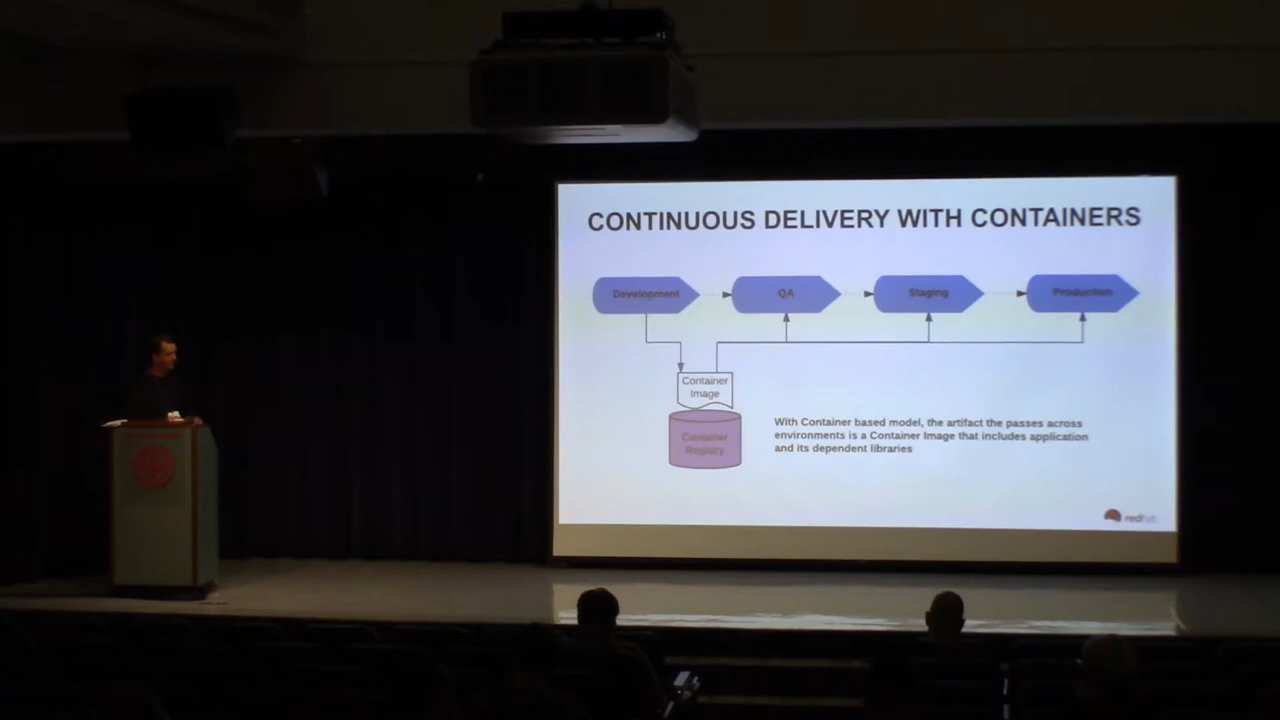 CONTINUOUS DELIVERY WITH CONTAINERS
Development
QA
Staging
Production
Container
Image
Container
Registry
With Container based model, the artifact the passes across
environments is a Container Image that includes application
and its dependent libraries
redhat